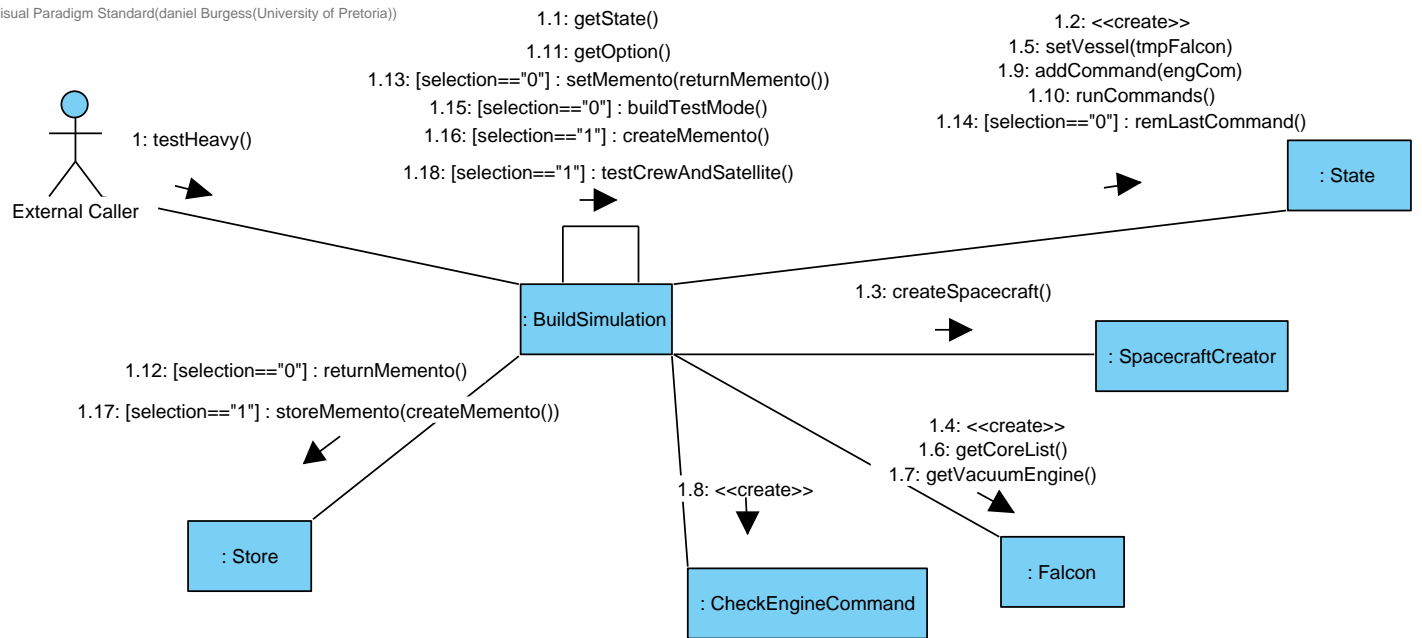 isual Paradigm Standard(daniel Burgess(University of Pretoria))
1.1: getState()
1.11: getOption()
1.13: [selection=="0"] : setMemento(returnMemento())
1.15: [selection=="0"] : buildTestMode()
1.16: [selection=="1"] : createMemento()
1.18: [selection=="1"] : testCrewAndSatellite()
1.2: <<create>>
1.5: setVessel(tmpFalcon)
1.9: addCommand(engCom)
1.10: runCommands()
1.14: [selection=="0"] : remLastCommand()
1: testHeavy()
External Caller
: State
: BuildSimulation
1.3: createSpacecraft()
: SpacecraftCreator
1.12: [selection=="0"] : returnMemento()
1.17: [selection=="1"] : storeMemento(createMemento())
1.4: <<create>>
1.6: getCoreList()
1.7: getVacuumEngine()
1.8: <<create>>
: Store
: CheckEngineCommand
: Falcon